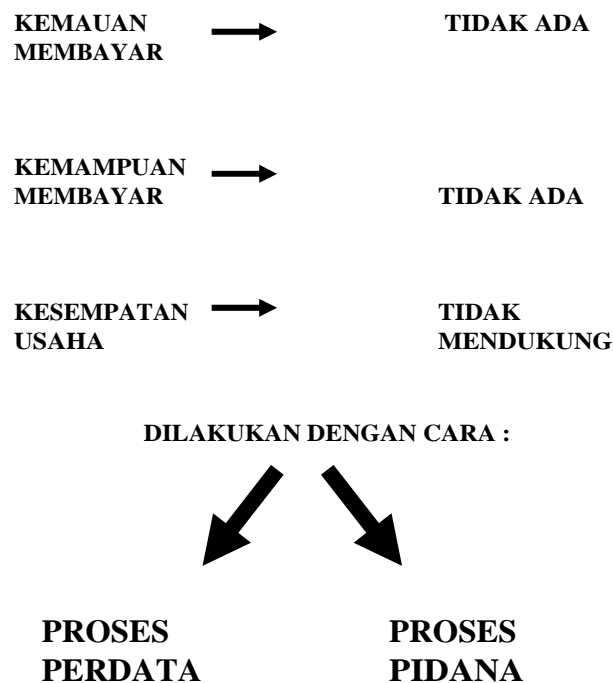 KEMAUAN
MEMBAYAR
TIDAK ADA
KEMAMPUAN
MEMBAYAR
TIDAK ADA
KESEMPATAN
USAHA
TIDAK
MENDUKUNG
DILAKUKAN DENGAN CARA :
PROSES
PERDATA
PROSES
PIDANA